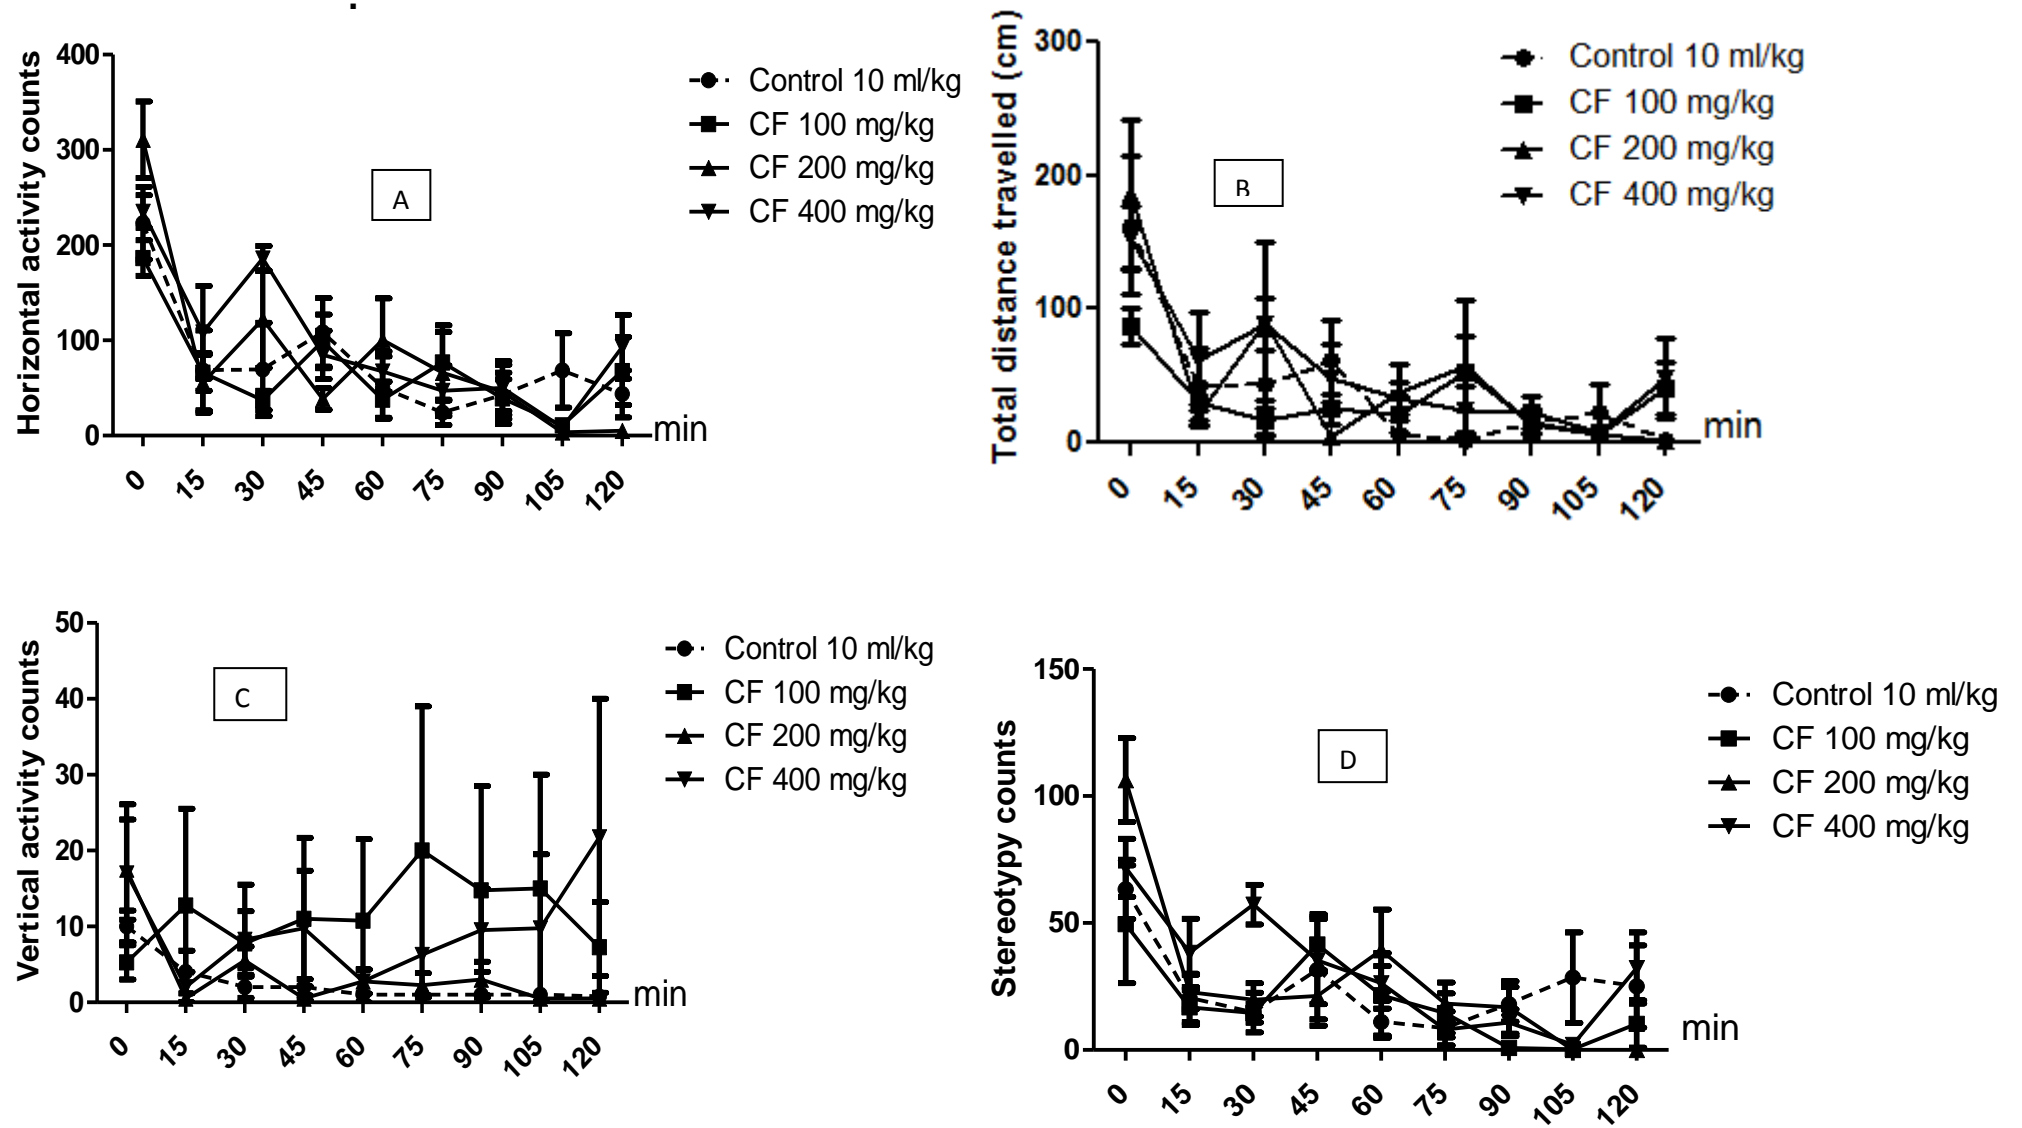 Horizontal activity counts
400
300
200
100
0
0 15 30 45 60 75 90 105 120
min
A
Control 10 ml/kg
CF 100 mg/kg
CF 200 mg/kg
CF 400 mg/kg
Total distance travelled (cm)
300
200
100
0
0 15 30 45 60 75 90 105 120
min
B
Control 10 ml/kg
CF 100 mg/kg
CF 200 mg/kg
CF 400 mg/kg
Vertical activity counts
50
40
30
20
10
0
0 15 30 45 60 75 90 105 120
min
C
Control 10 ml/kg
CF 100 mg/kg
CF 200 mg/kg
CF 400 mg/kg
Stereotypy counts
150
100
50
0
0 15 30 45 60 75 90 105 120
min
D
Control 10 ml/kg
CF 100 mg/kg
CF 200 mg/kg
CF 400 mg/kg